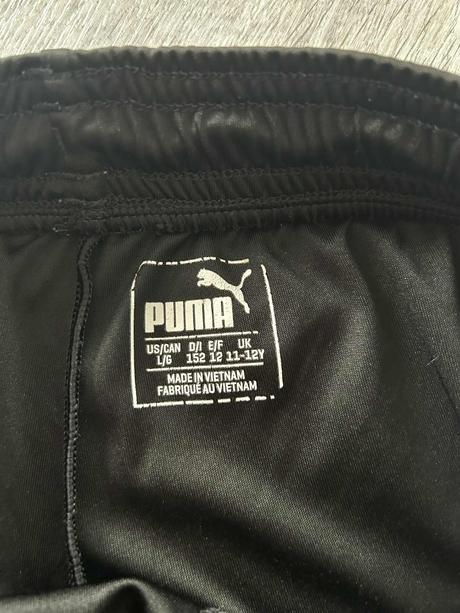 PUMA
US/CAN D/I E/F UK
L/G 152 12 11-12Y
MADE IN VIETNAM
FABRIQUÉ AU VIETNAM